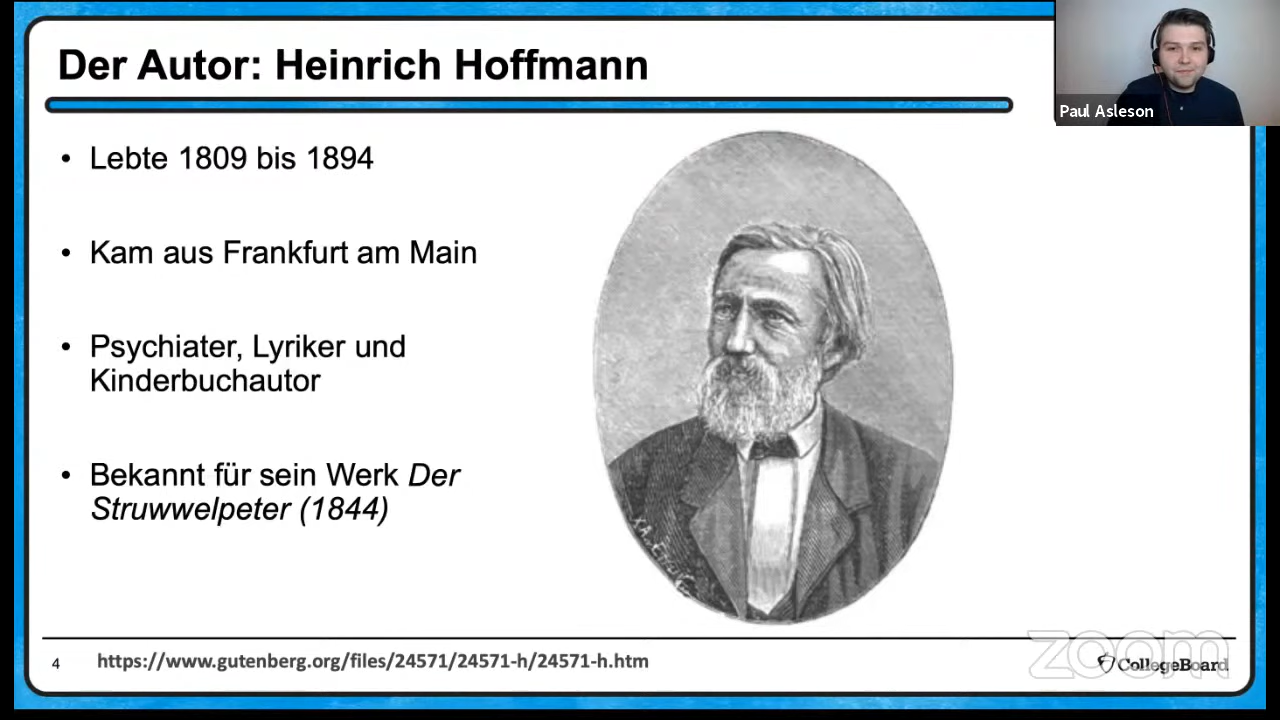 Der Autor: Heinrich Hoffmann
Paul Asleson
• Lebte 1809 bis 1894
• Kam aus Frankfurt am Main
• Psychiater, Lyriker und
Kinderbuchautor
• Bekannt für sein Werk Der
Struwwelpeter (1844)
4
https://www.gutenberg.org/files/24571/24571-h/24571-h.htm
zoom
CollegeBoard